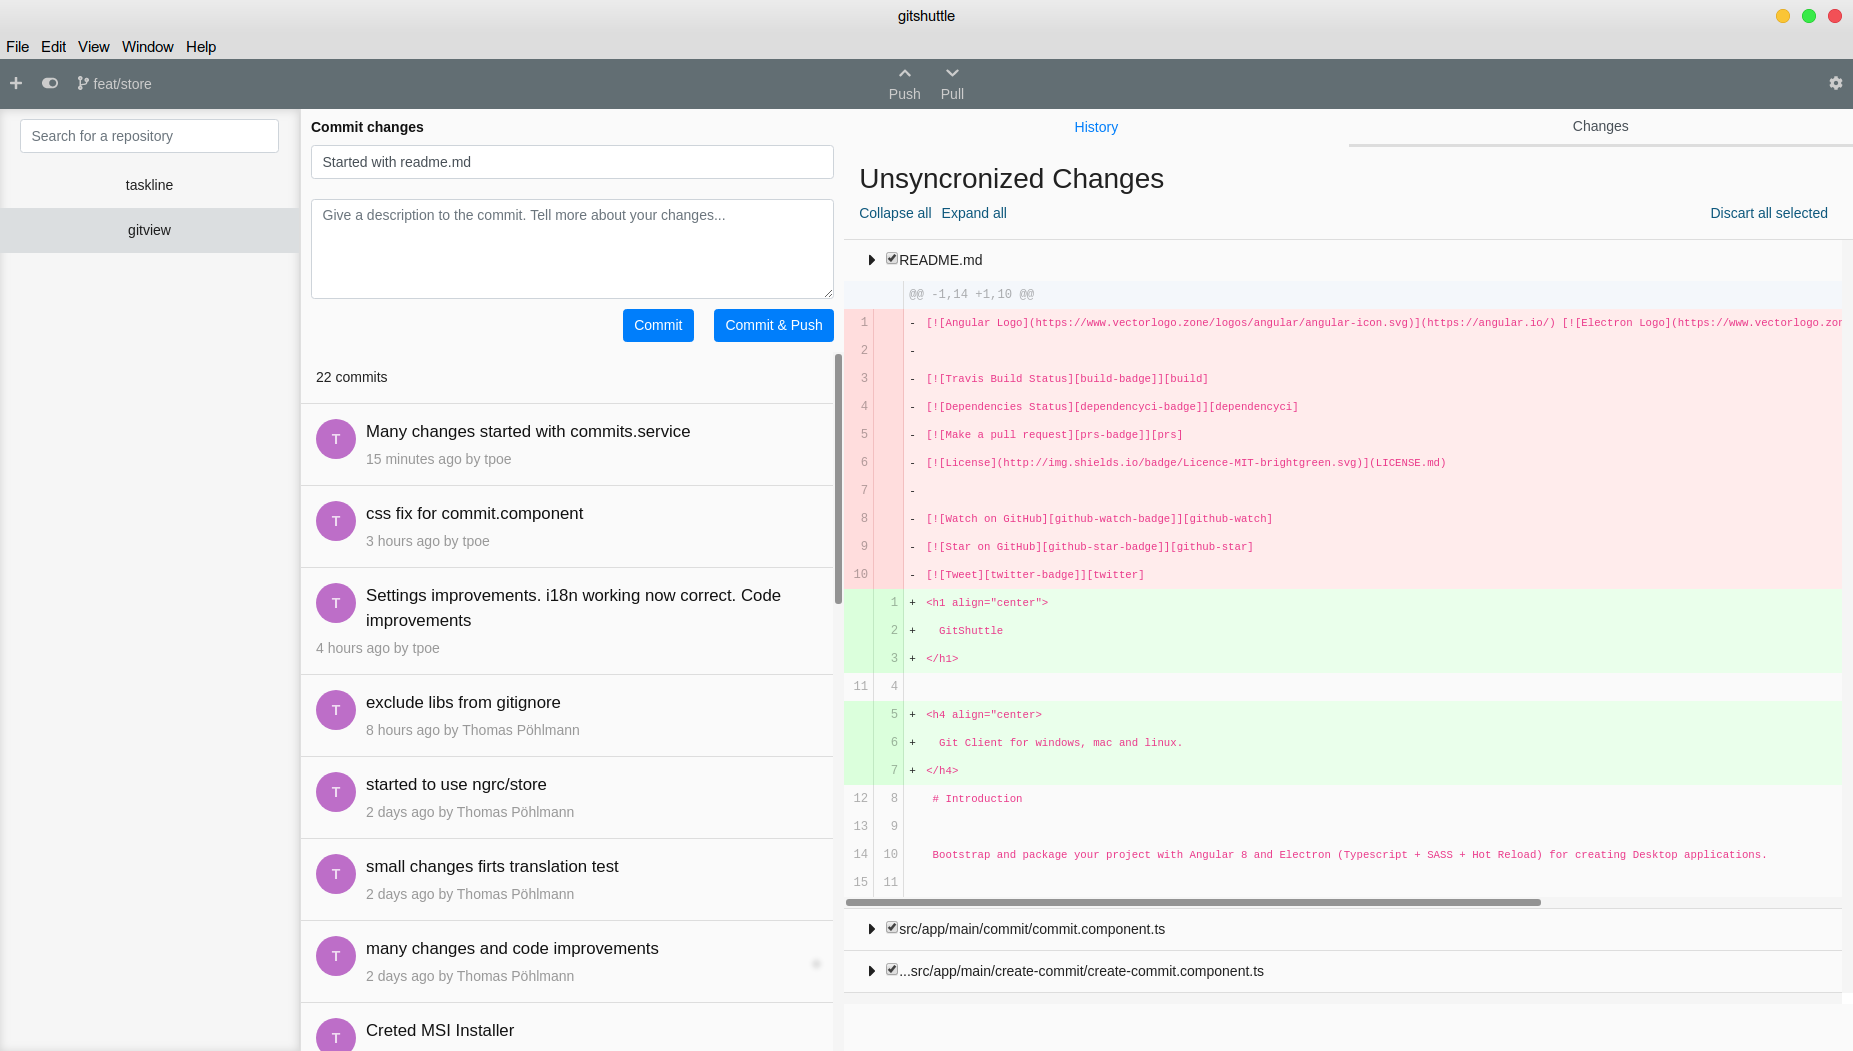 gitshuttle
File Edit View Window Help
feat/store
Push Pull
Search for a repository
taskline
gitview
Commit changes
Started with readme.md
Give a description to the commit. Tell more about your changes...
Commit Commit & Push
22 commits
T
Many changes started with commits.service
15 minutes ago by tpoe
T
css fix for commit.component
3 hours ago by tpoe
T
Settings improvements. i18n working now correct. Code
improvements
4 hours ago by tpoe
T
exclude libs from gitignore
8 hours ago by Thomas Pöhlmann
T
started to use ngrc/store
2 days ago by Thomas Pöhlmann
T
small changes firts translation test
2 days ago by Thomas Pöhlmann
T
many changes and code improvements
2 days ago by Thomas Pöhlmann
T
Creted MSI Installer
History Changes
Unsyncronized Changes
Collapse all Expand all Discart all selected
README.md
@@ -1,14 +1,10 @@
1 - [![Angular Logo](https://www.vectorlogo.zone/logos/angular/angular-icon.svg)](https://angular.io/) [![Electron Logo](https://www.vectorlogo.zor
2 -
3 - [![Travis Build Status][build-badge]][build]
4 - [![Dependencies Status][dependencyci-badge]][dependencyci]
5 - [![Make a pull request][prs-badge]][prs]
6 - [![License](http://img.shields.io/badge/Licence-MIT-brightgreen.svg)](LICENSE.md)
7 -
8 - [![Watch on GitHub][github-watch-badge]][github-watch]
9 - [![Star on GitHub][github-star-badge]][github-star]
10 - [![Tweet][twitter-badge]][twitter]
1 + <h1 align="center">
2 + GitShuttle
3 + </h1>
11 4
5 + <h4 align="center>
6 + Git Client for windows, mac and linux.
7 + </h4>
12 8 # Introduction
13 9
14 10 Bootstrap and package your project with Angular 8 and Electron (Typescript + SASS + Hot Reload) for creating Desktop applications.
15 11
src/app/main/commit/commit.component.ts
...src/app/main/create-commit/create-commit.component.ts